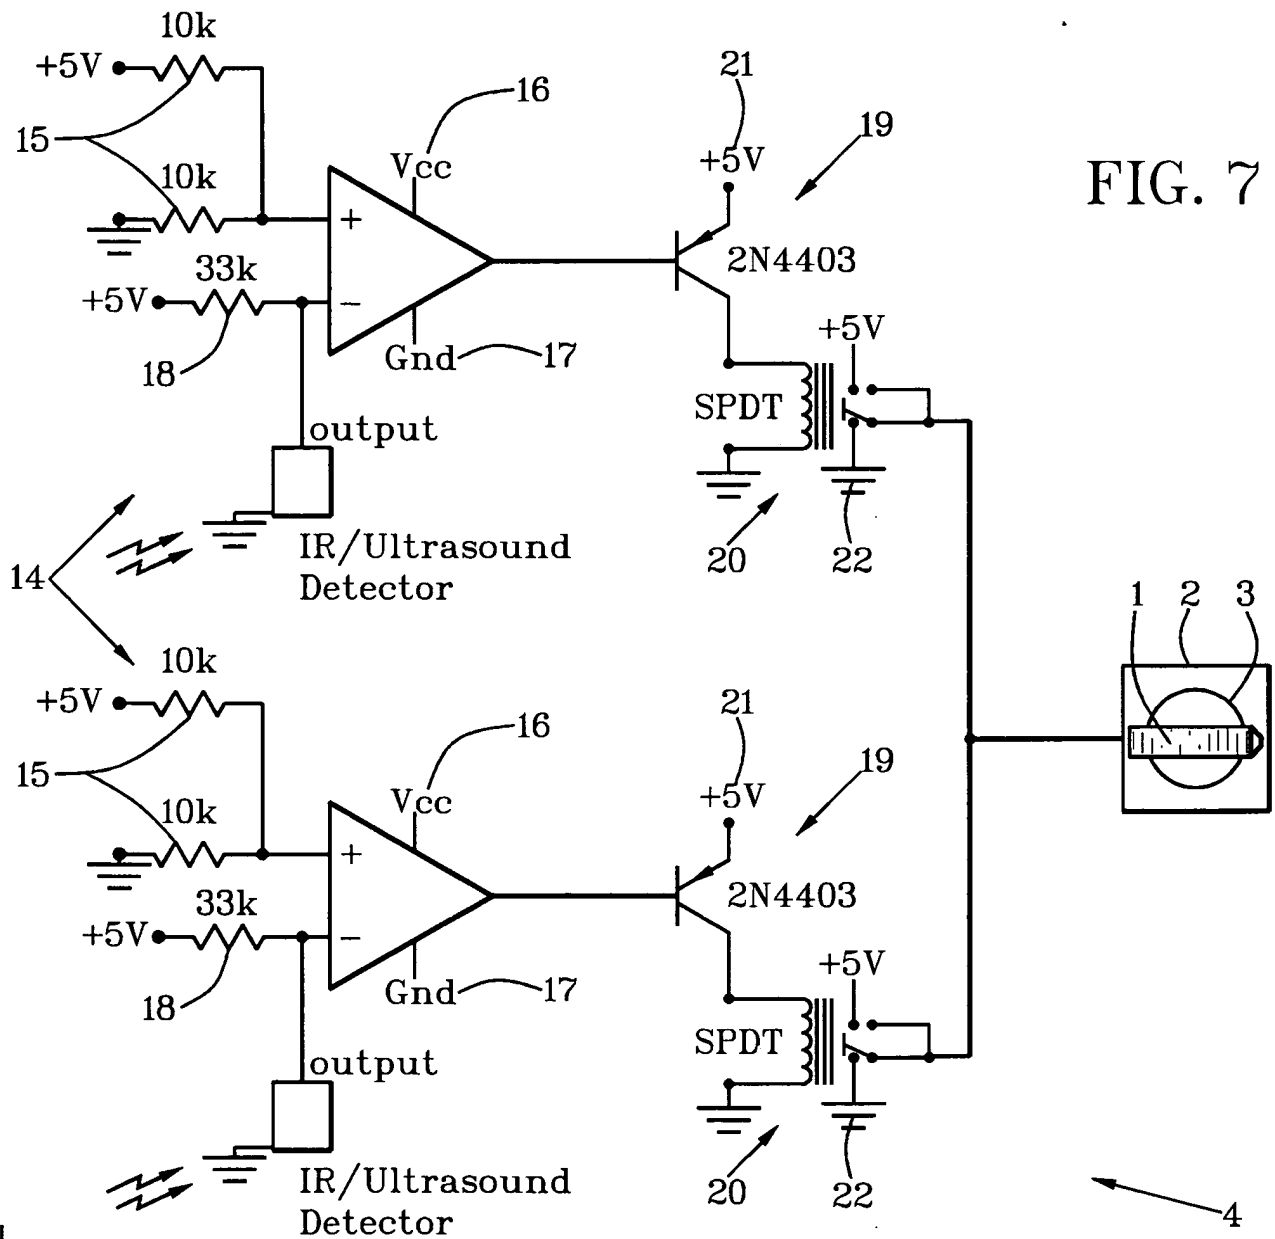 10k
+5V
15
10k
33k
+5V
18
+
−
Vcc
16
Gnd
17
output
IR/Ultrasound
Detector
14
21
+5V
19
2N4403
FIG. 7
+5V
SPDT
20
22
1
2
3
10k
+5V
15
10k
33k
+5V
18
+
−
Vcc
16
Gnd
17
output
IR/Ultrasound
Detector
21
+5V
19
2N4403
+5V
SPDT
20
22
4